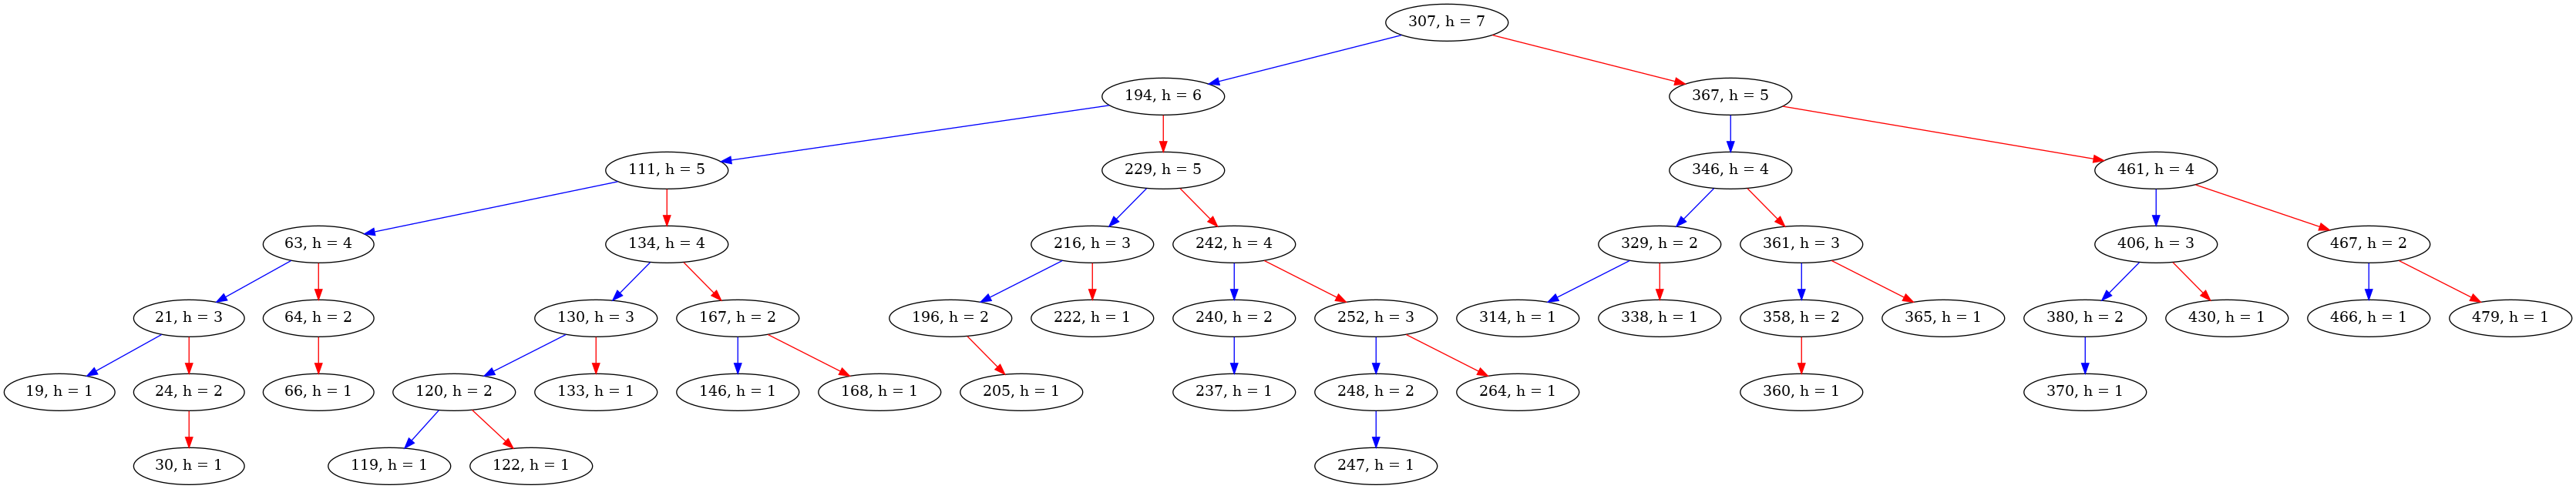 307, h = 7
194, h = 6
367, h = 5
111, h = 5
229, h = 5
346, h = 4
461, h = 4
63, h = 4
134, h = 4
216, h = 3
242, h = 4
329, h = 2
361, h = 3
406, h = 3
467, h = 2
21, h = 3
64, h = 2
130, h = 3
167, h = 2
196, h = 2
222, h = 1
240, h = 2
252, h = 3
314, h = 1
338, h = 1
358, h = 2
365, h = 1
380, h = 2
430, h = 1
466, h = 1
479, h = 1
19, h = 1
24, h = 2
66, h = 1
120, h = 2
133, h = 1
146, h = 1
168, h = 1
205, h = 1
237, h = 1
248, h = 2
264, h = 1
360, h = 1
370, h = 1
30, h = 1
119, h = 1
122, h = 1
247, h = 1